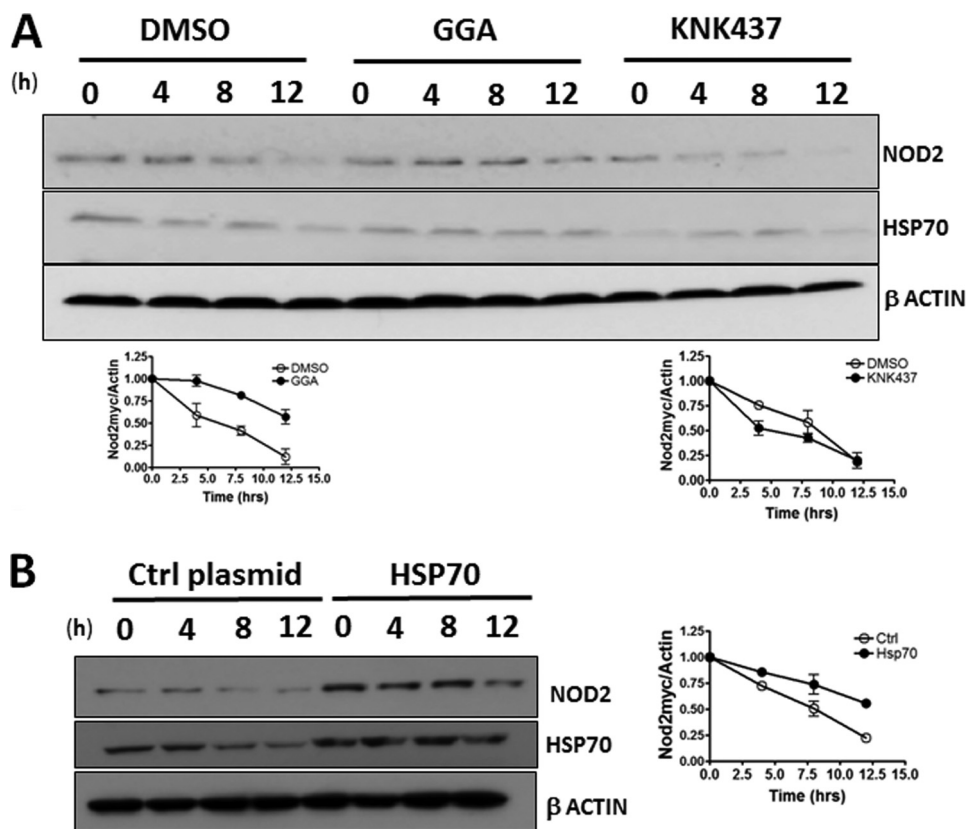 A
DMSO GGA KNK437
(h) 0 4 8 12 0 4 8 12 0 4 8 12
NOD2
HSP70
β ACTIN
Nod2myc/Actin
1.25
1.00
0.75
0.50
0.25
0.00
0.0 2.5 5.0 7.5 10.0 12.5 15.0
Time (hrs)
DMSO
GGA
Nod2myc/Actin
1.25
1.00
0.75
0.50
0.25
0.00
0.0 2.5 5.0 7.5 10.0 12.5 15.0
Time (hrs)
DMSO
KNK437
B
Ctrl plasmid HSP70
(h) 0 4 8 12 0 4 8 12
NOD2
HSP70
β ACTIN
Nod2myc/Actin
1.25
1.00
0.75
0.50
0.25
0.00
0.0 2.5 5.0 7.5 10.0 12.5 15.0
Time (hrs)
Ctrl
Hsp70